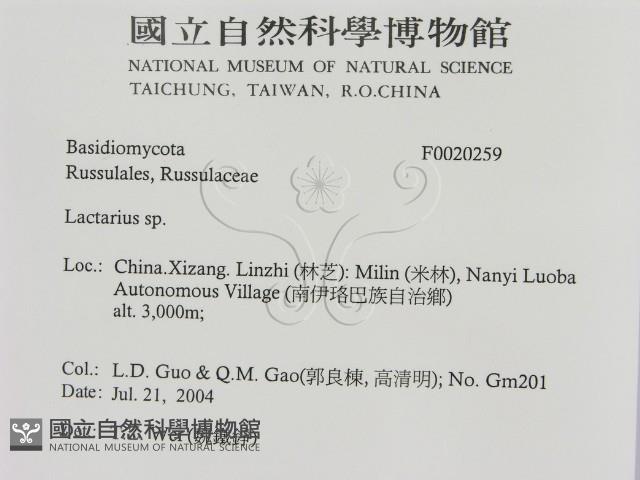 國立自然科學博物館
NATIONAL MUSEUM OF NATURAL SCIENCE
TAICHUNG, TAIWAN, R.O.CHINA
Basidiomycota F0020259
Russulales, Russulaceae
Lactarius sp.
Loc.: China.Xizang. Linzhi (林芝): Milin (米林), Nanyi Luoba
Autonomous Village (南伊珞巴族自治鄉)
alt. 3,000m;
Col.: L.D. Guo & Q.M. Gao(郭良棟, 高清明); No. Gm201
Date: Jul. 21, 2004
國立自然科學博物館
NATIONAL MUSEUM OF NATURAL SCIENCE